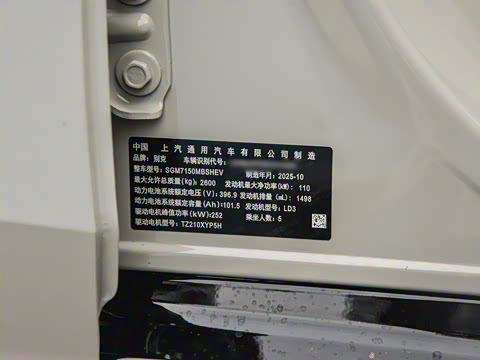 中国 上汽通用汽车有限公司制造
品牌：别克 车辆识别代号：
整车型号：SGM7150MBSHEV 制造年月：2025-10
最大允许总质量(kg)：2600 发动机最大净功率(kW)：110
动力电池系统额定电压(V)：396.9 发动机排量(mL)：1498
动力电池系统额定容量(Ah)：101.5 发动机型号：LD3
驱动电机峰值功率(kW)：252 乘坐人数：5
驱动电机型号：TZ210XYP5H